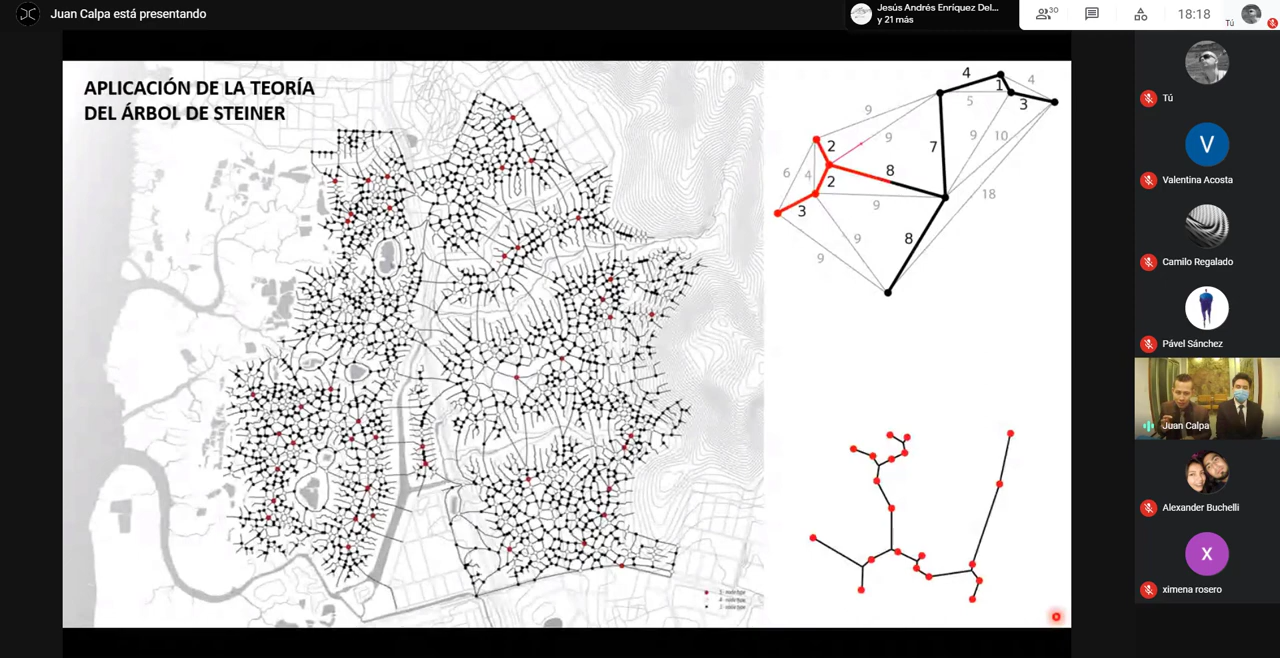 Juan Calpa está presentando
Jesús Andrés Enríquez Del...
y 21 más
30
18:18
Tú
APLICACIÓN DE LA TEORÍA
DEL ÁRBOL DE STEINER
4
4
1
5
3
9
2
9
7
9
10
6
4
8
2
18
3
9
8
9
9
Tú
V
Valentina Acosta
Camilo Regalado
Pável Sánchez
Juan Calpa
Alexander Buchelli
X
ximena rosero